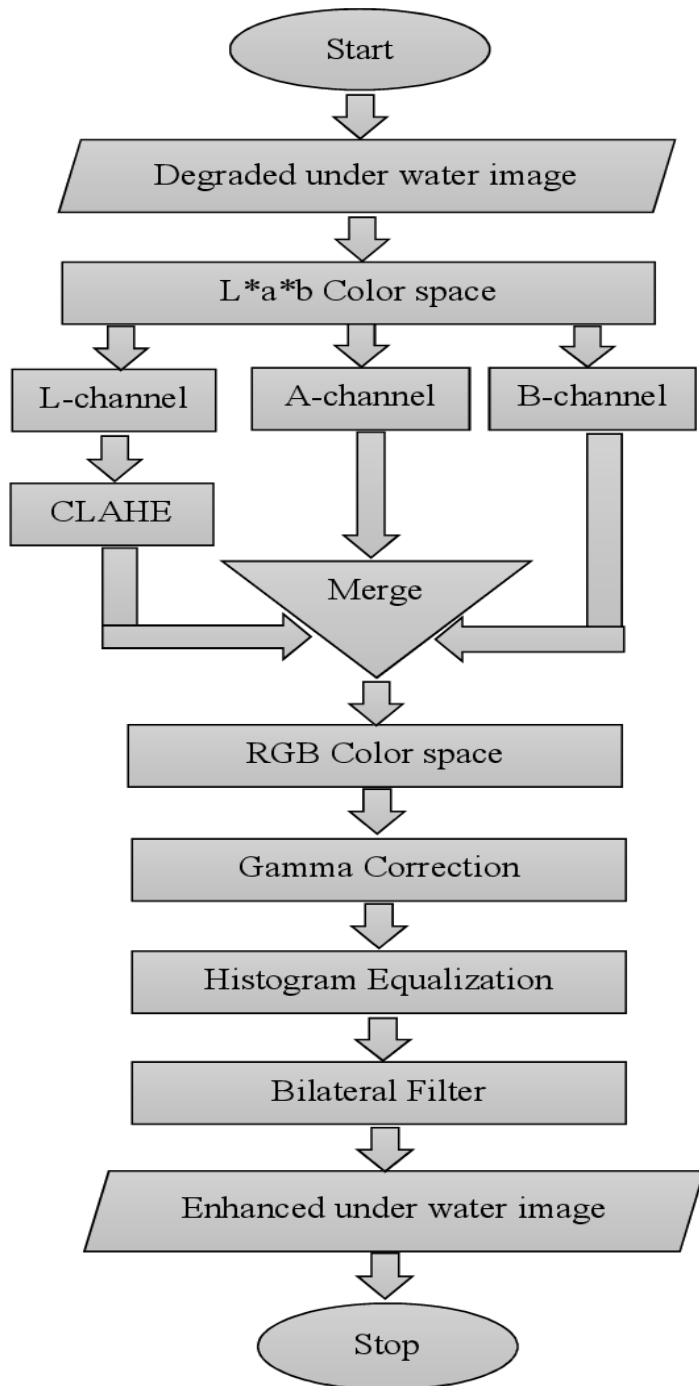 Start
Degraded under water image
L*a*b Color space
L-channel
A-channel
B-channel
CLAHE
Merge
RGB Color space
Gamma Correction
Histogram Equalization
Bilateral Filter
Enhanced under water image
Stop